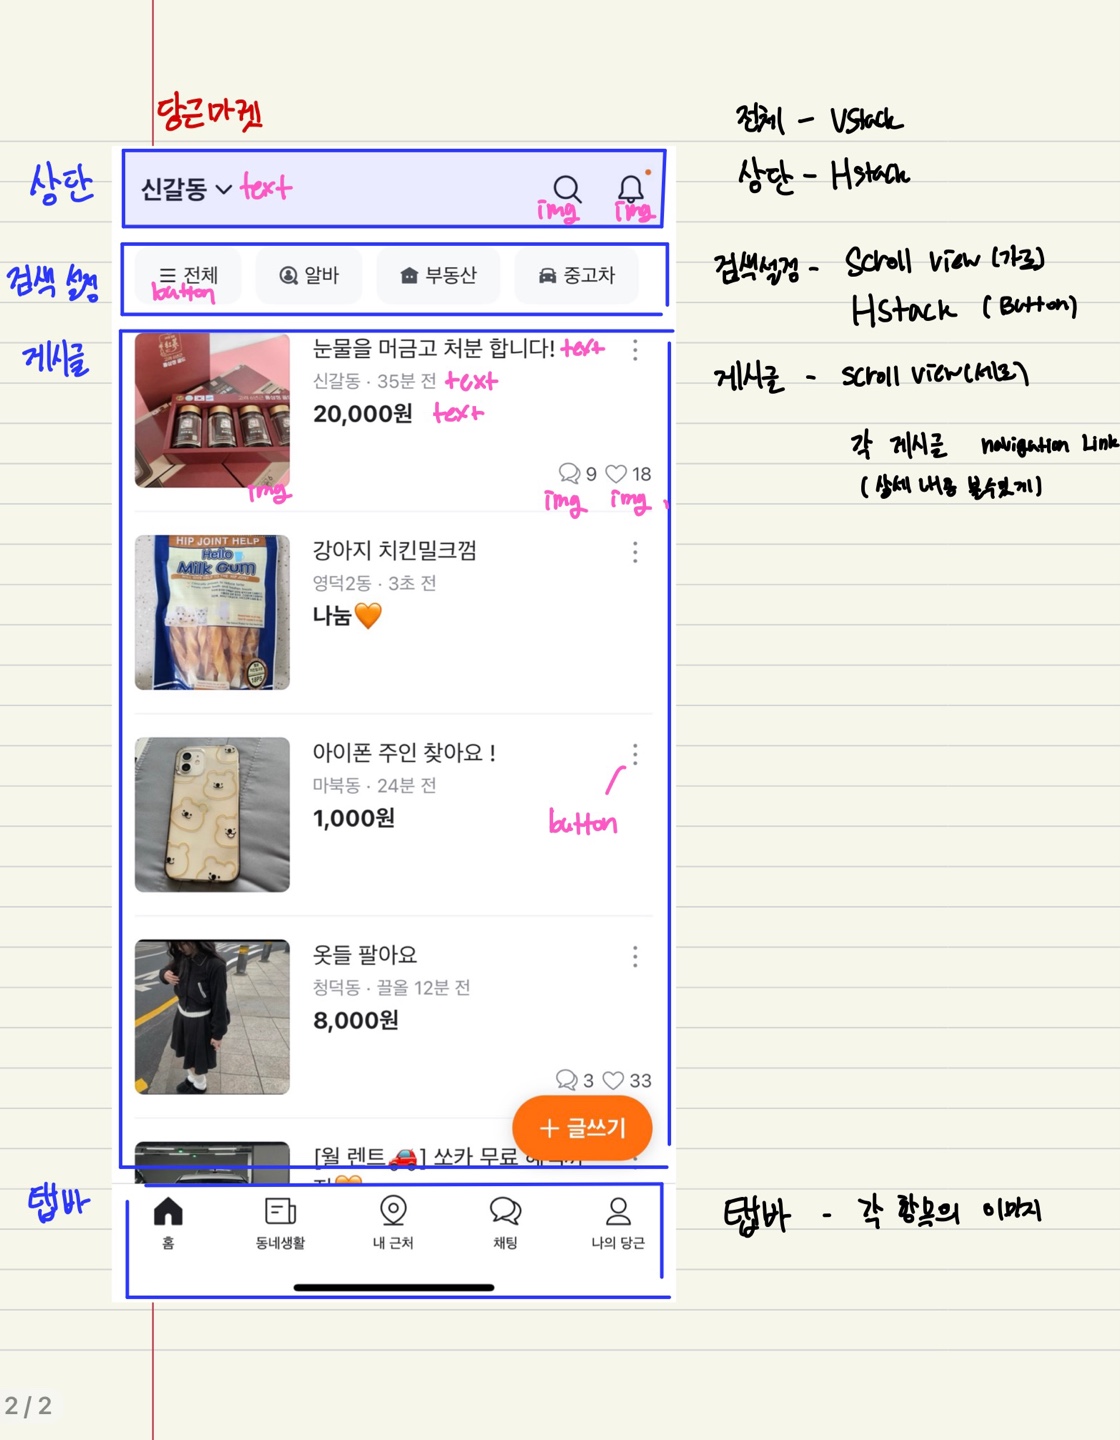 당근마켓
전체 - VStack
상단
신갈동 text
img img
상단 - Hstack
검색 설정
전체 알바 부동산 중고차
button
검색설정 - Scroll View (가로)
HStack (Button)
게시글
눈물을 머금고 처분 합니다! text
신갈동 · 35분 전 text
20,000원 text
9 18
img img img
게시글 - scroll view(세로)
각 게시글 navigation Link
(상세 내용 볼수있게)
HIP JOINT HELP
Hello
Milk Gum
강아지 치킨밀크껌
영덕2동 · 3초 전
나눔🧡
아이폰 주인 찾아요 !
마북동 · 24분 전
1,000원
button
옷들 팔아요
청덕동 · 끌올 12분 전
8,000원
3 33
+ 글쓰기
[월 렌트🚗] 쏘카 무료
탭바
홈 동네생활 내 근처 채팅 나의 당근
탭바 - 각 항목의 이미지
2 / 2